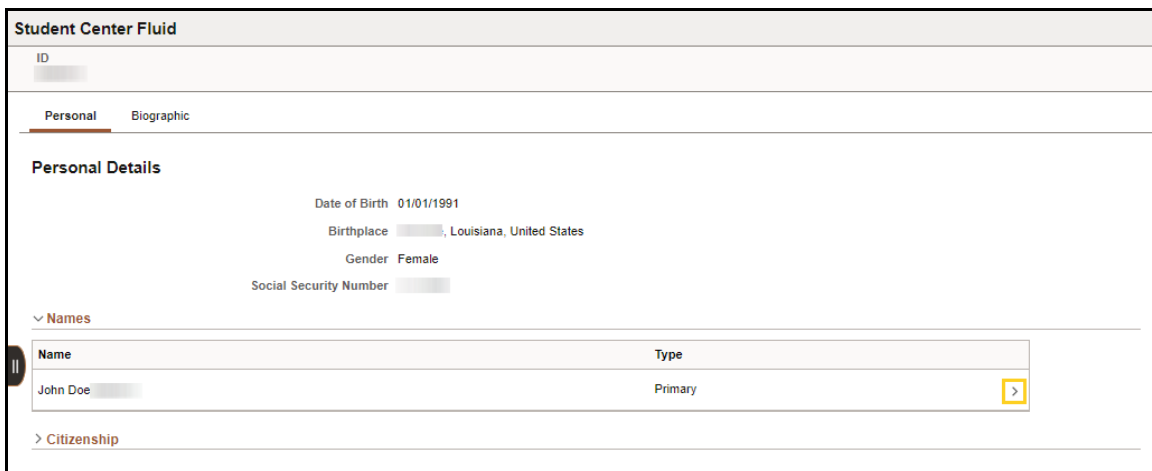 Student Center Fluid
ID
Personal Biographic
Personal Details
Date of Birth 01/01/1991
Birthplace , Louisiana, United States
Gender Female
Social Security Number
Names
Name Type
John Doe Primary
Citizenship